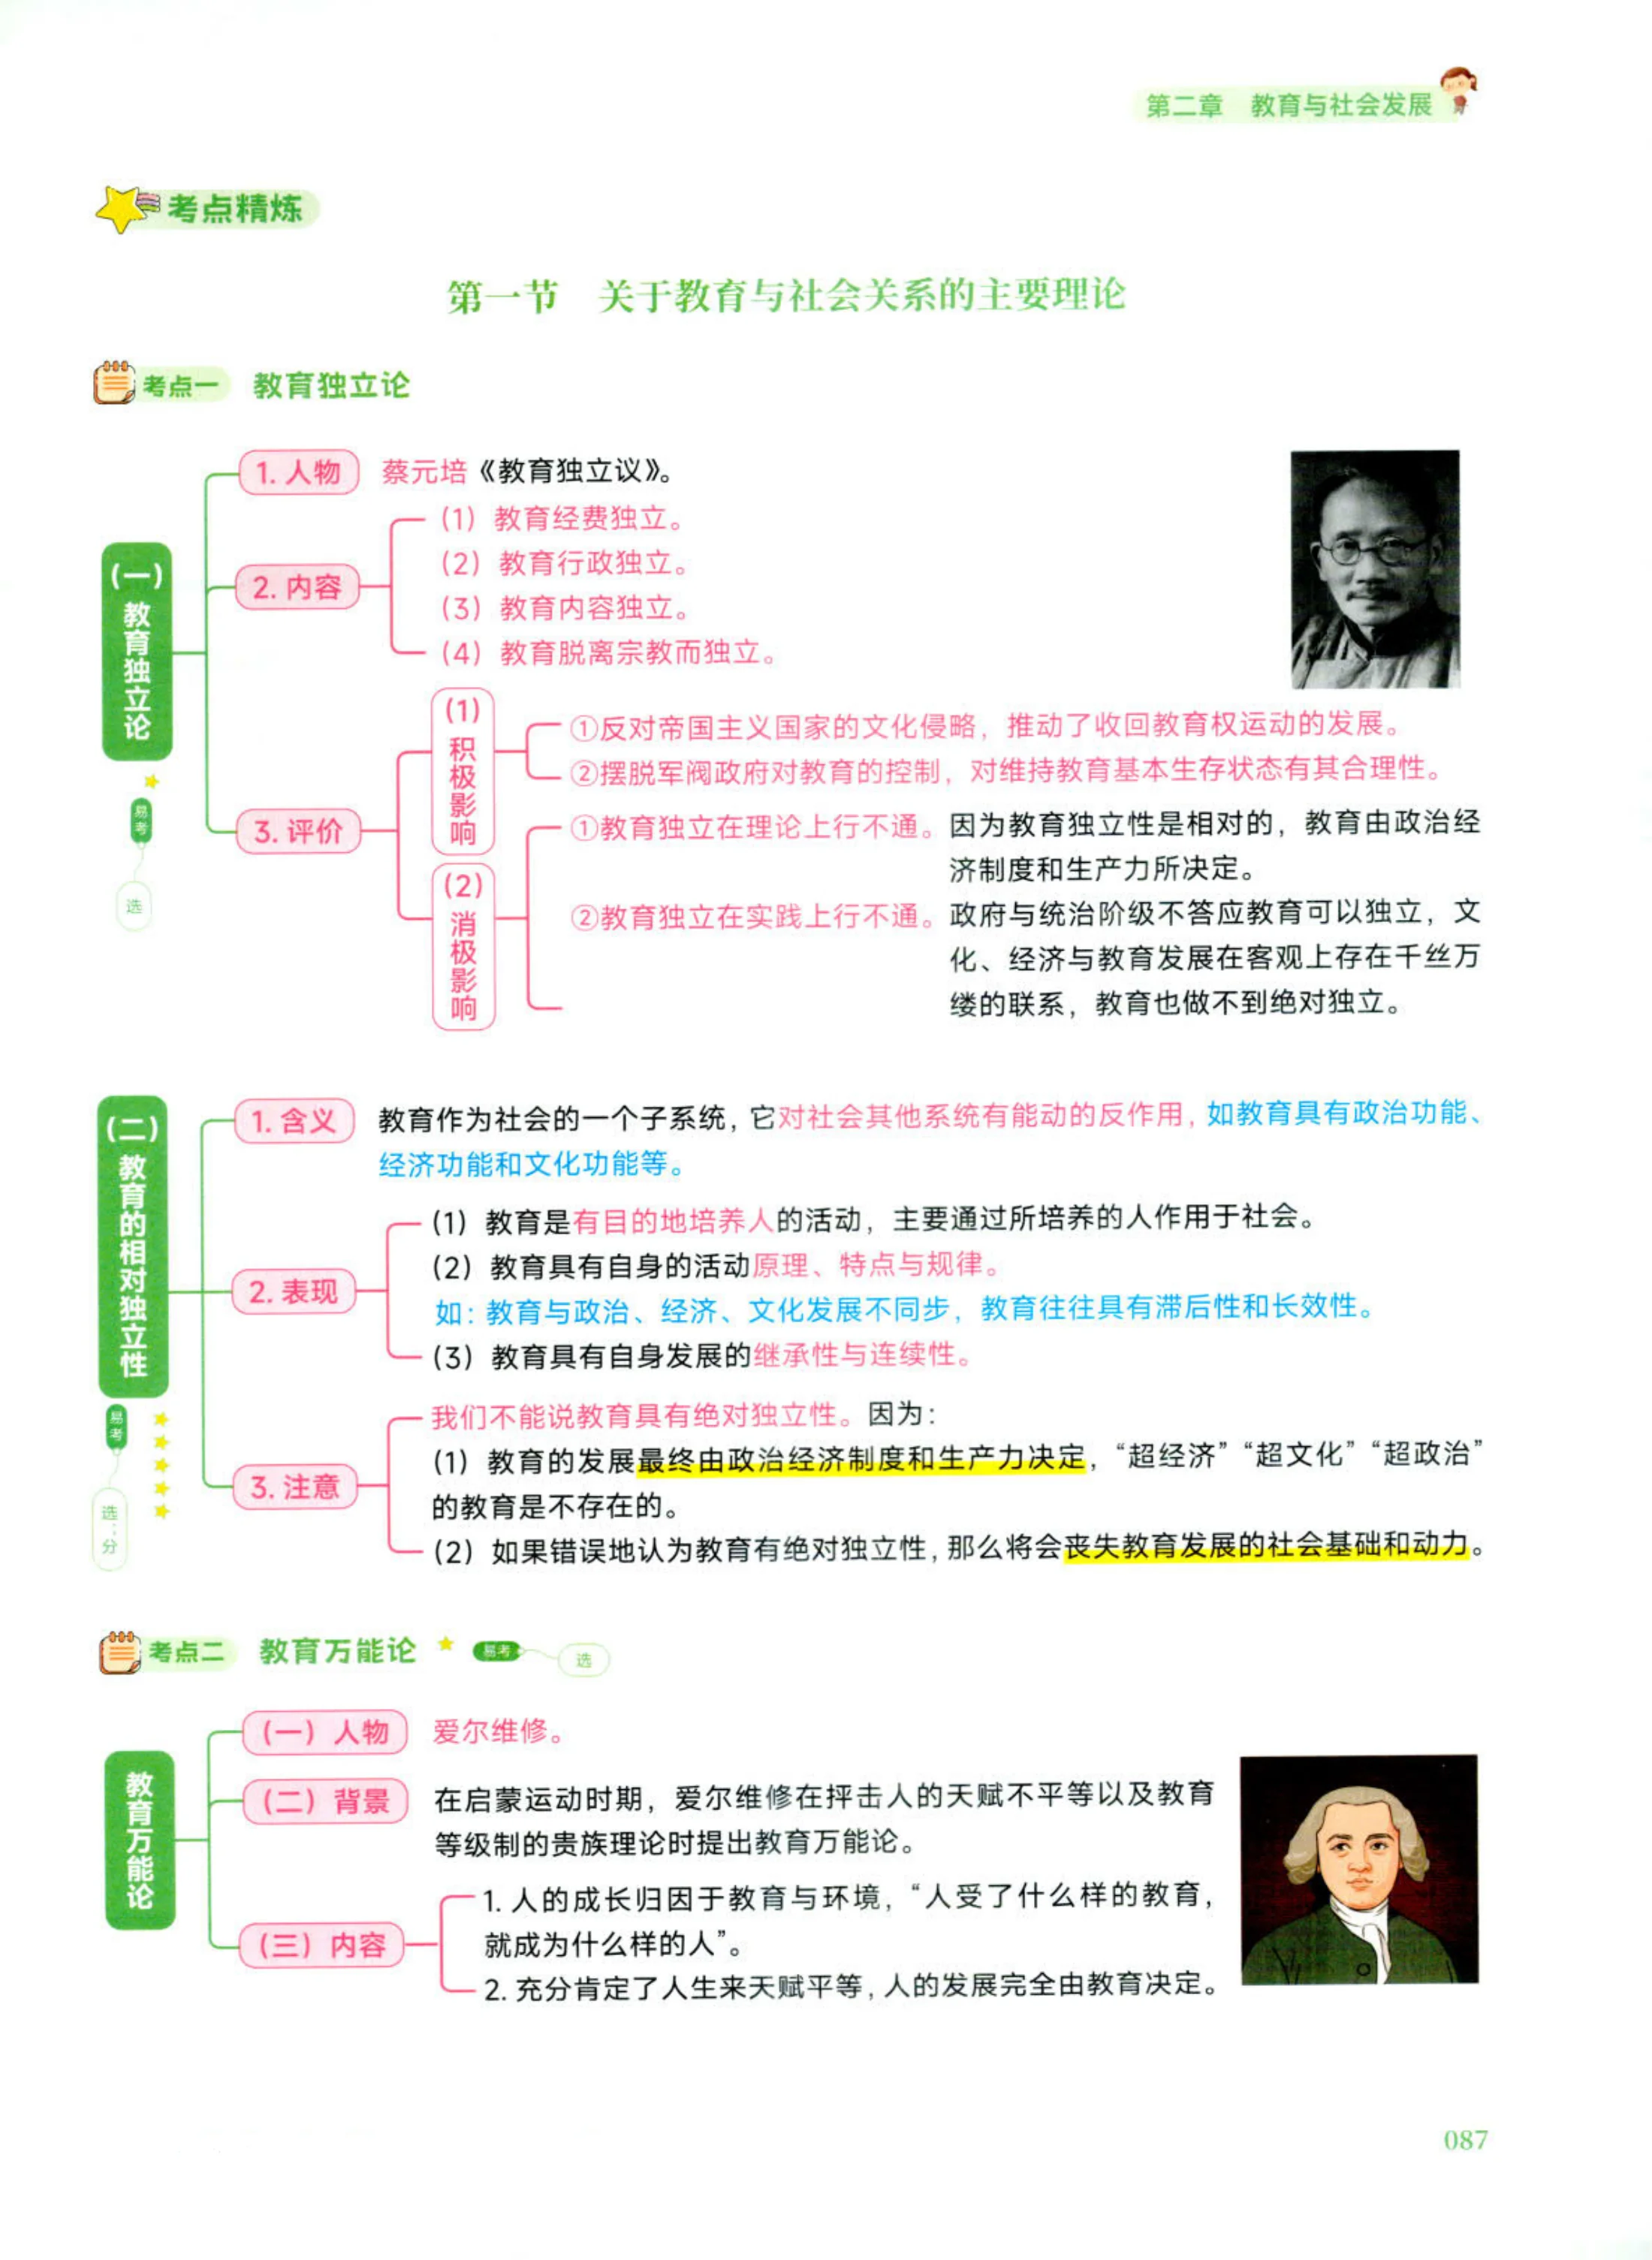 第二章 教育与社会发展
考点精炼
第一节 关于教育与社会关系的主要理论
考点一 教育独立论
(一)教育独立论
易考
选
1. 人物 蔡元培《教育独立议》。
2. 内容
(1) 教育经费独立。
(2) 教育行政独立。
(3) 教育内容独立。
(4) 教育脱离宗教而独立。
3. 评价
(1)积极影响
①反对帝国主义国家的文化侵略,推动了收回教育权运动的发展。
②摆脱军阀政府对教育的控制,对维持教育基本生存状态有其合理性。
(2)消极影响
①教育独立在理论上行不通。因为教育独立性是相对的,教育由政治经
济制度和生产力所决定。
②教育独立在实践上行不通。政府与统治阶级不答应教育可以独立,文
化、经济与教育发展在客观上存在千丝万
缕的联系,教育也做不到绝对独立。
(二)教育的相对独立性
易考
选;分
1. 含义 教育作为社会的一个子系统,它对社会其他系统有能动的反作用,如教育具有政治功能、
经济功能和文化功能等。
2. 表现
(1) 教育是有目的地培养人的活动,主要通过所培养的人作用于社会。
(2) 教育具有自身的活动原理、特点与规律。
如:教育与政治、经济、文化发展不同步,教育往往具有滞后性和长效性。
(3) 教育具有自身发展的继承性与连续性。
3. 注意
我们不能说教育具有绝对独立性。因为:
(1) 教育的发展最终由政治经济制度和生产力决定,“超经济”“超文化”“超政治”
的教育是不存在的。
(2) 如果错误地认为教育有绝对独立性,那么将会丧失教育发展的社会基础和动力。
考点二 教育万能论 易考 选
教育万能论
(一)人物 爱尔维修。
(二)背景 在启蒙运动时期,爱尔维修在抨击人的天赋不平等以及教育
等级制的贵族理论时提出教育万能论。
(三)内容
1. 人的成长归因于教育与环境,“人受了什么样的教育,
就成为什么样的人”。
2. 充分肯定了人生来天赋平等,人的发展完全由教育决定。
087